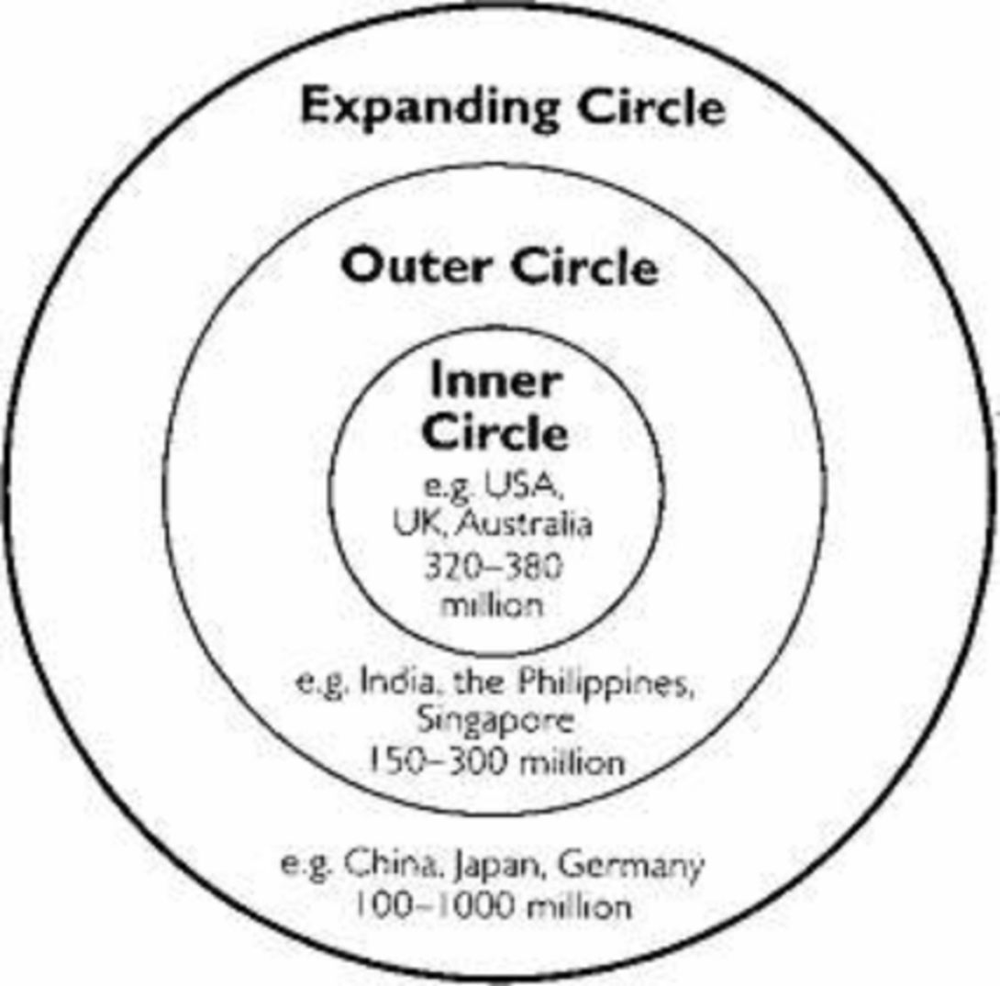 Expanding Circle
Outer Circle
Inner
Circle
e.g. USA,
UK, Australia
320–380
million
e.g. India, the Philippines,
Singapore
150–300 million
e.g. China, Japan, Germany
100–1000 million